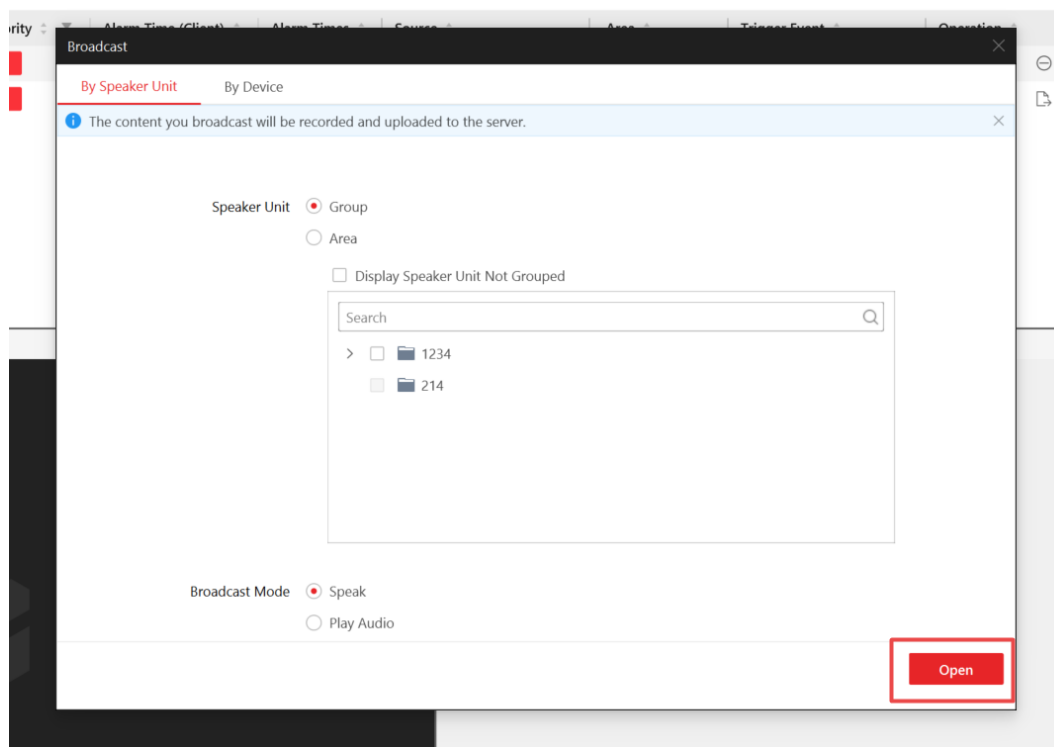 Broadcast
By Speaker Unit By Device
The content you broadcast will be recorded and uploaded to the server.
Speaker Unit Group
Area
Display Speaker Unit Not Grouped
Search
1234
214
Broadcast Mode Speak
Play Audio
Open